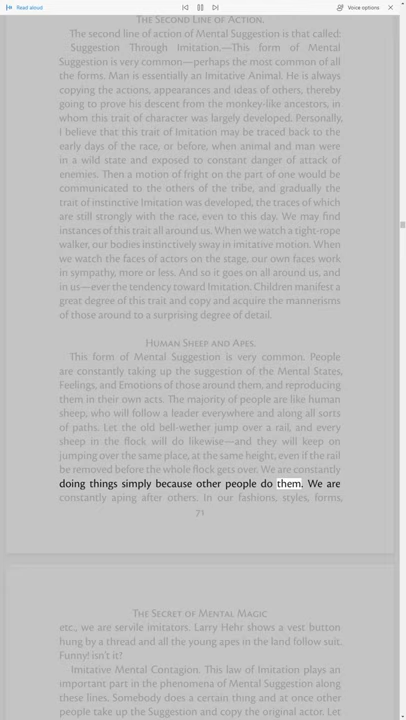 Read aloud
Voice options
THE SECOND LINE OF ACTION.
The second line of action of Mental Suggestion is that called:
Suggestion Through Imitation.—This form of Mental
Suggestion is very common—perhaps the most common of all
the forms. Man is essentially an Imitative Animal. He is always
copying the actions, appearances and ideas of others, thereby
going to prove his descent from the monkey-like ancestors, in
whom this trait of character was largely developed. Personally,
I believe that this trait of Imitation may be traced back to the
early days of the race, or before, when animal and man were
in a wild state and exposed to constant danger of attack of
enemies. Then a motion of fright on the part of one would be
communicated to the others of the tribe, and gradually the
trait of instinctive Imitation was developed, the traces of which
are still strongly with the race, even to this day. We may find
instances of this trait all around us. When we watch a tight-rope
walker, our bodies instinctively sway in imitative motion. When
we watch the faces of actors on the stage, our own faces work
in sympathy, more or less. And so it goes on all around us, and
in us—ever the tendency toward Imitation. Children manifest a
great degree of this trait and copy and acquire the mannerisms
of those around to a surprising degree of detail.
HUMAN SHEEP AND APES.
This form of Mental Suggestion is very common. People
are constantly taking up the suggestion of the Mental States,
Feelings, and Emotions of those around them, and reproducing
them in their own acts. The majority of people are like human
sheep, who will follow a leader everywhere and along all sorts
of paths. Let the old bell-wether jump over a rail, and every
sheep in the flock will do likewise—and they will keep on
jumping over the same place, at the same height, even if the rail
be removed before the whole flock gets over. We are constantly
doing things simply because other people do them. We are
constantly aping after others. In our fashions, styles, forms,
71
THE SECRET OF MENTAL MAGIC
etc., we are servile imitators. Larry Hehr shows a vest button
hung by a thread and all the young apes in the land follow suit.
Funny! isn't it?
Imitative Mental Contagion. This law of Imitation plays an
important part in the phenomena of Mental Suggestion along
these lines. Somebody does a certain thing and at once other
people take up the Suggestion and copy the original actor. Let